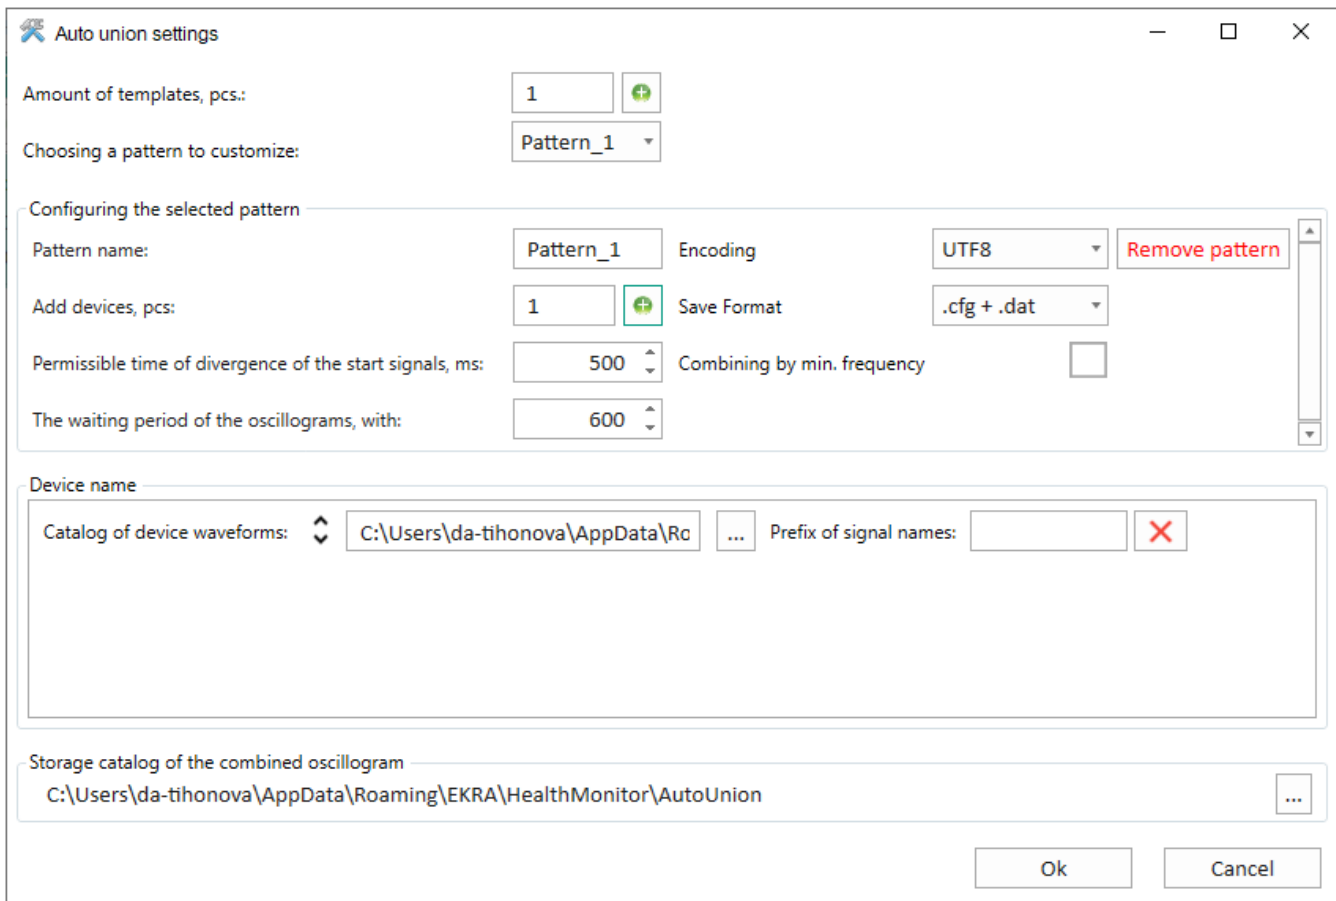 Auto union settings
Amount of templates, pcs.: 1
Choosing a pattern to customize: Pattern_1
Configuring the selected pattern
Pattern name: Pattern_1 Encoding UTF8 Remove pattern
Add devices, pcs: 1 Save Format .cfg + .dat
Permissible time of divergence of the start signals, ms: 500 Combining by min. frequency
The waiting period of the oscillograms, with: 600
Device name
Catalog of device waveforms: C:\Users\da-tihonova\AppData\Ro ... Prefix of signal names:
Storage catalog of the combined oscillogram
C:\Users\da-tihonova\AppData\Roaming\EKRA\HealthMonitor\AutoUnion ...
Ok Cancel